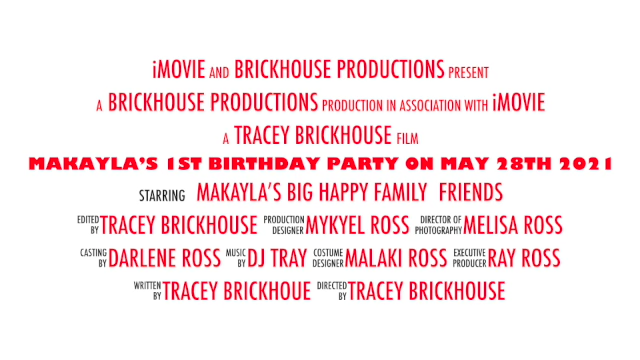 iMOVIE AND BRICKHOUSE PRODUCTIONS PRESENT
A BRICKHOUSE PRODUCTIONS PRODUCTION IN ASSOCIATION WITH iMOVIE
A TRACEY BRICKHOUSE FILM
MAKAYLA'S 1ST BIRTHDAY PARTY ON MAY 28TH 2021
STARRING MAKAYLA'S BIG HAPPY FAMILY FRIENDS
EDITED BY TRACEY BRICKHOUSE PRODUCTION DESIGNER MYKYEL ROSS DIRECTOR OF PHOTOGRAPHY MELISA ROSS
CASTING BY DARLENE ROSS MUSIC BY DJ TRAY COSTUME DESIGNER MALAKI ROSS EXECUTIVE PRODUCER RAY ROSS
WRITTEN BY TRACEY BRICKHOUE DIRECTED BY TRACEY BRICKHOUSE